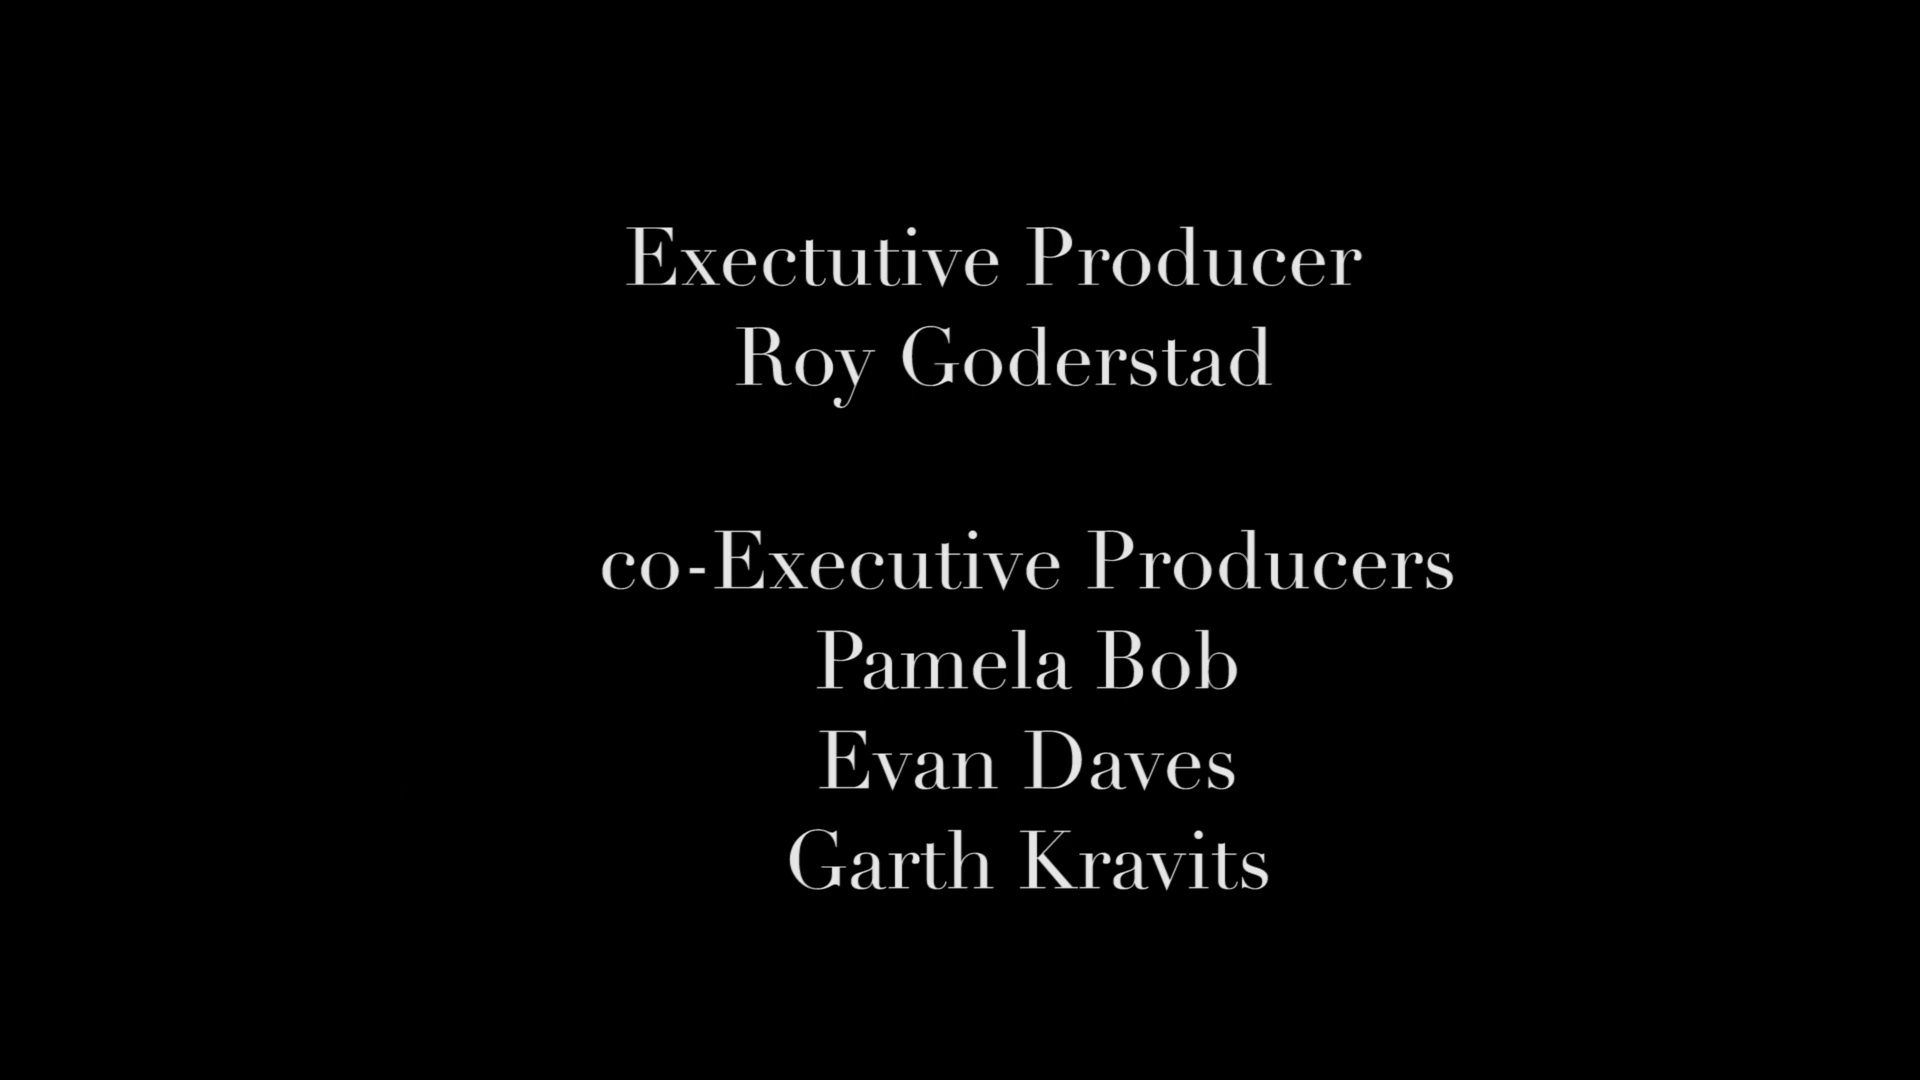 Exectutive Producer
Roy Goderstad
co-Executive Producers
Pamela Bob
Evan Daves
Garth Kravits